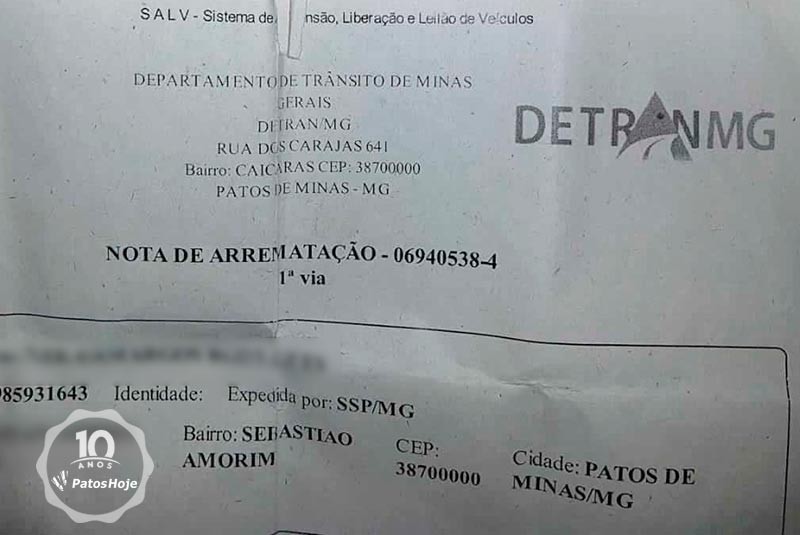 SALV - Sistema de nsão, Liberação e Leilão de Veículos
DEPARTAMENTO DE TRÂNSITO DE MINAS
GERAIS
DETRAN/MG
RUA DOS CARAJAS 641
Bairro: CAICARAS CEP: 38700000
PATOS DE MINAS - MG
DETRANMG
NOTA DE ARREMATAÇÃO - 06940538-4
1ª via
985931643 Identidade: Expedida por: SSP/MG
Bairro: SEBASTIAO
AMORIM
CEP:
38700000
Cidade: PATOS DE
MINAS/MG
10
ANOS
PatosHoje